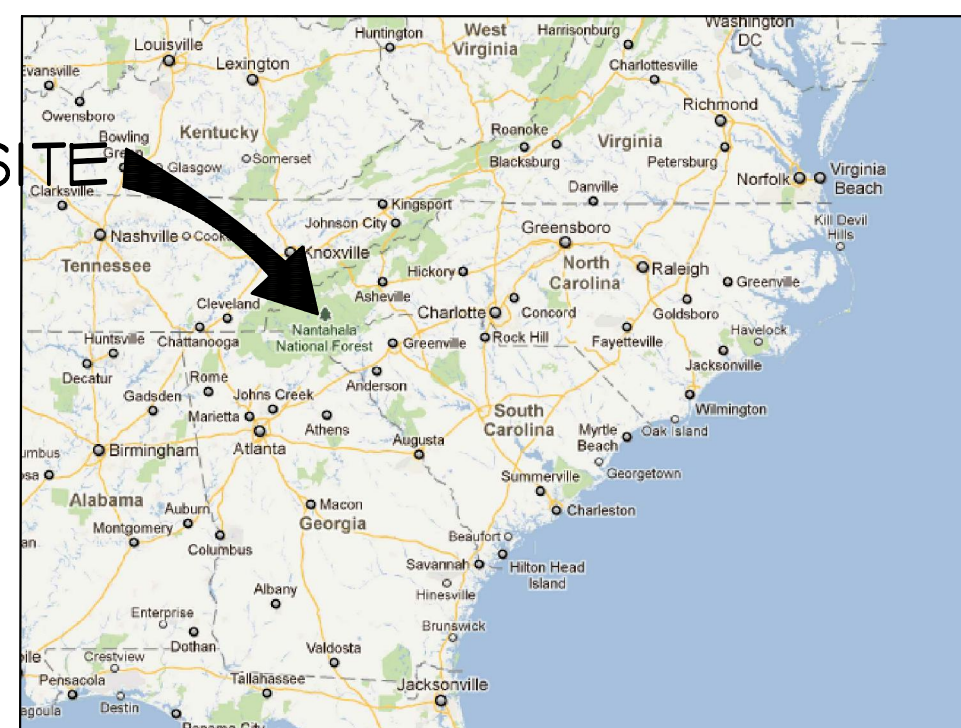 Washington
DC
West
Virginia
Huntington
Harrisonburg
Louisville
Lexington
Charlottesville
Evansville
Owensboro
Richmond
Bowling
Green
Kentucky
Roanoke
Virginia
SITE
Glasgow
Somerset
Blacksburg
Petersburg
Clarksville
Danville
Norfolk
Virginia
Beach
Kingsport
Johnson City
Greensboro
Kill Devil
Hills
Nashville
Knoxville
Tennessee
Hickory
North
Carolina
Raleigh
Greenville
Asheville
Cleveland
Charlotte
Concord
Goldsboro
Nantahala
National Forest
Huntsville
Chattanooga
Greenville
Rock Hill
Fayetteville
Havelock
Decatur
Jacksonville
Rome
Anderson
Gadsden
Johns Creek
Marietta
Athens
South
Carolina
Wilmington
Myrtle
Beach
Oak Island
Birmingham
Atlanta
Augusta
Summerville
Georgetown
Alabama
Auburn
Macon
Charleston
Montgomery
Georgia
Columbus
Beaufort
Savannah
Hilton Head
Island
Hinesville
Albany
Enterprise
Brunswick
Dothan
Valdosta
Crestview
Pensacola
Tallahassee
Jacksonville
Destin
Panama City